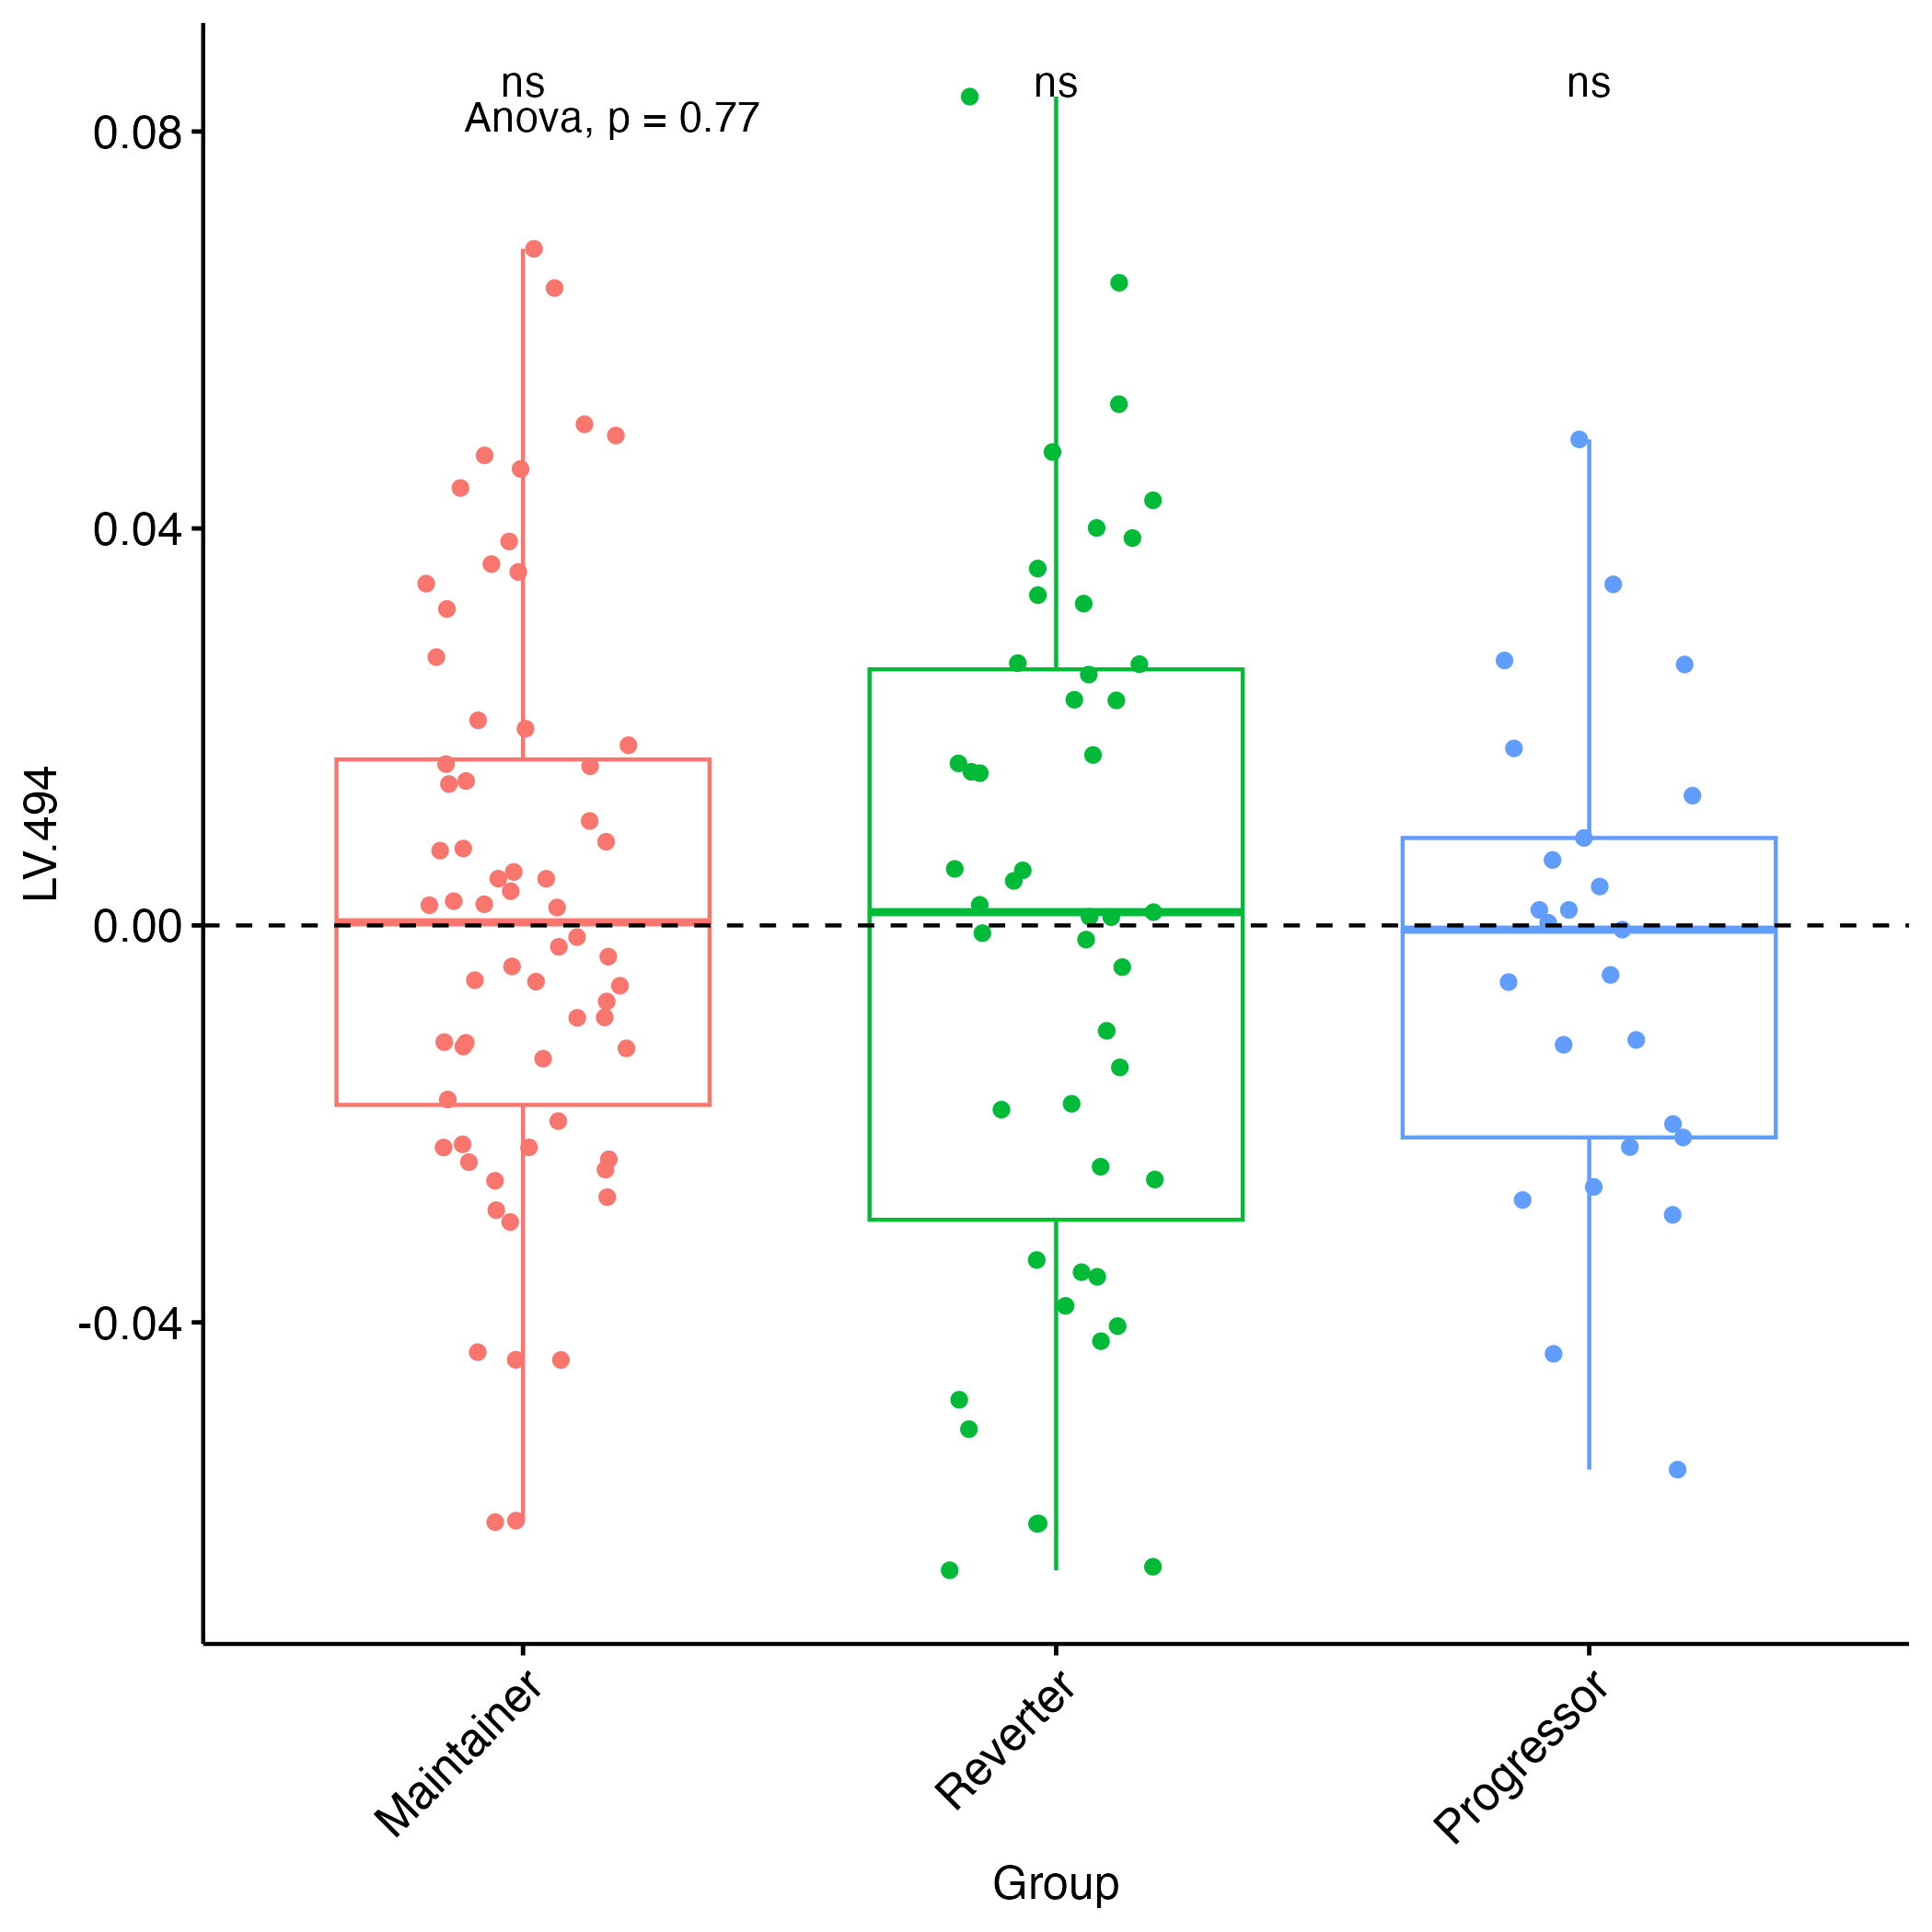 ns ns ns
Anova, p = 0.77
0.08
0.04
0.00
-0.04
LV.494
Maintainer Reverter Progressor
Group